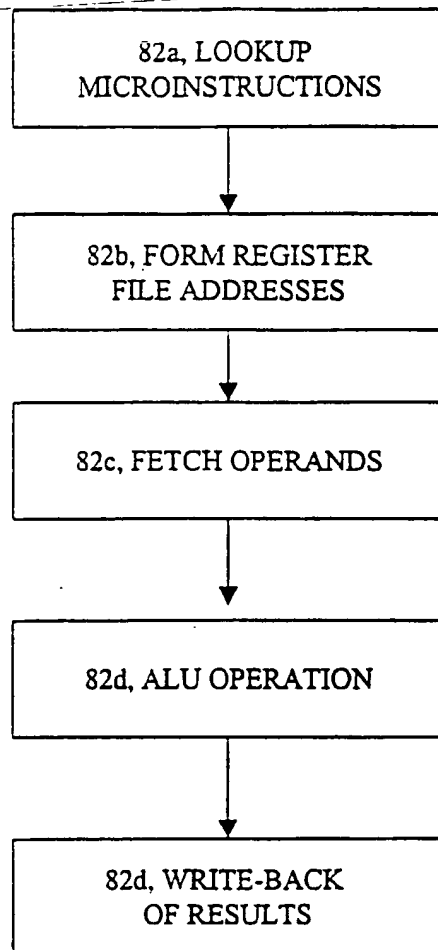 82a, LOOKUP
MICROINSTRUCTIONS
82b, FORM REGISTER
FILE ADDRESSES
82c, FETCH OPERANDS
82d, ALU OPERATION
82d, WRITE-BACK
OF RESULTS